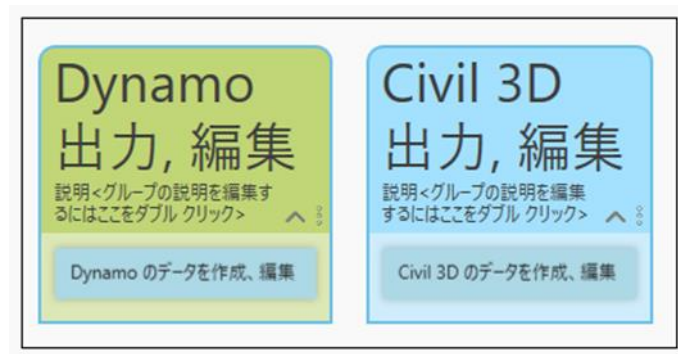 Dynamo
出力, 編集
説明<グループの説明を編集す
るにはここをダブル クリック>
Dynamo のデータを作成、編集
Civil 3D
出力, 編集
説明<グループの説明を編集
するにはここをダブル クリック>
Civil 3D のデータを作成、編集